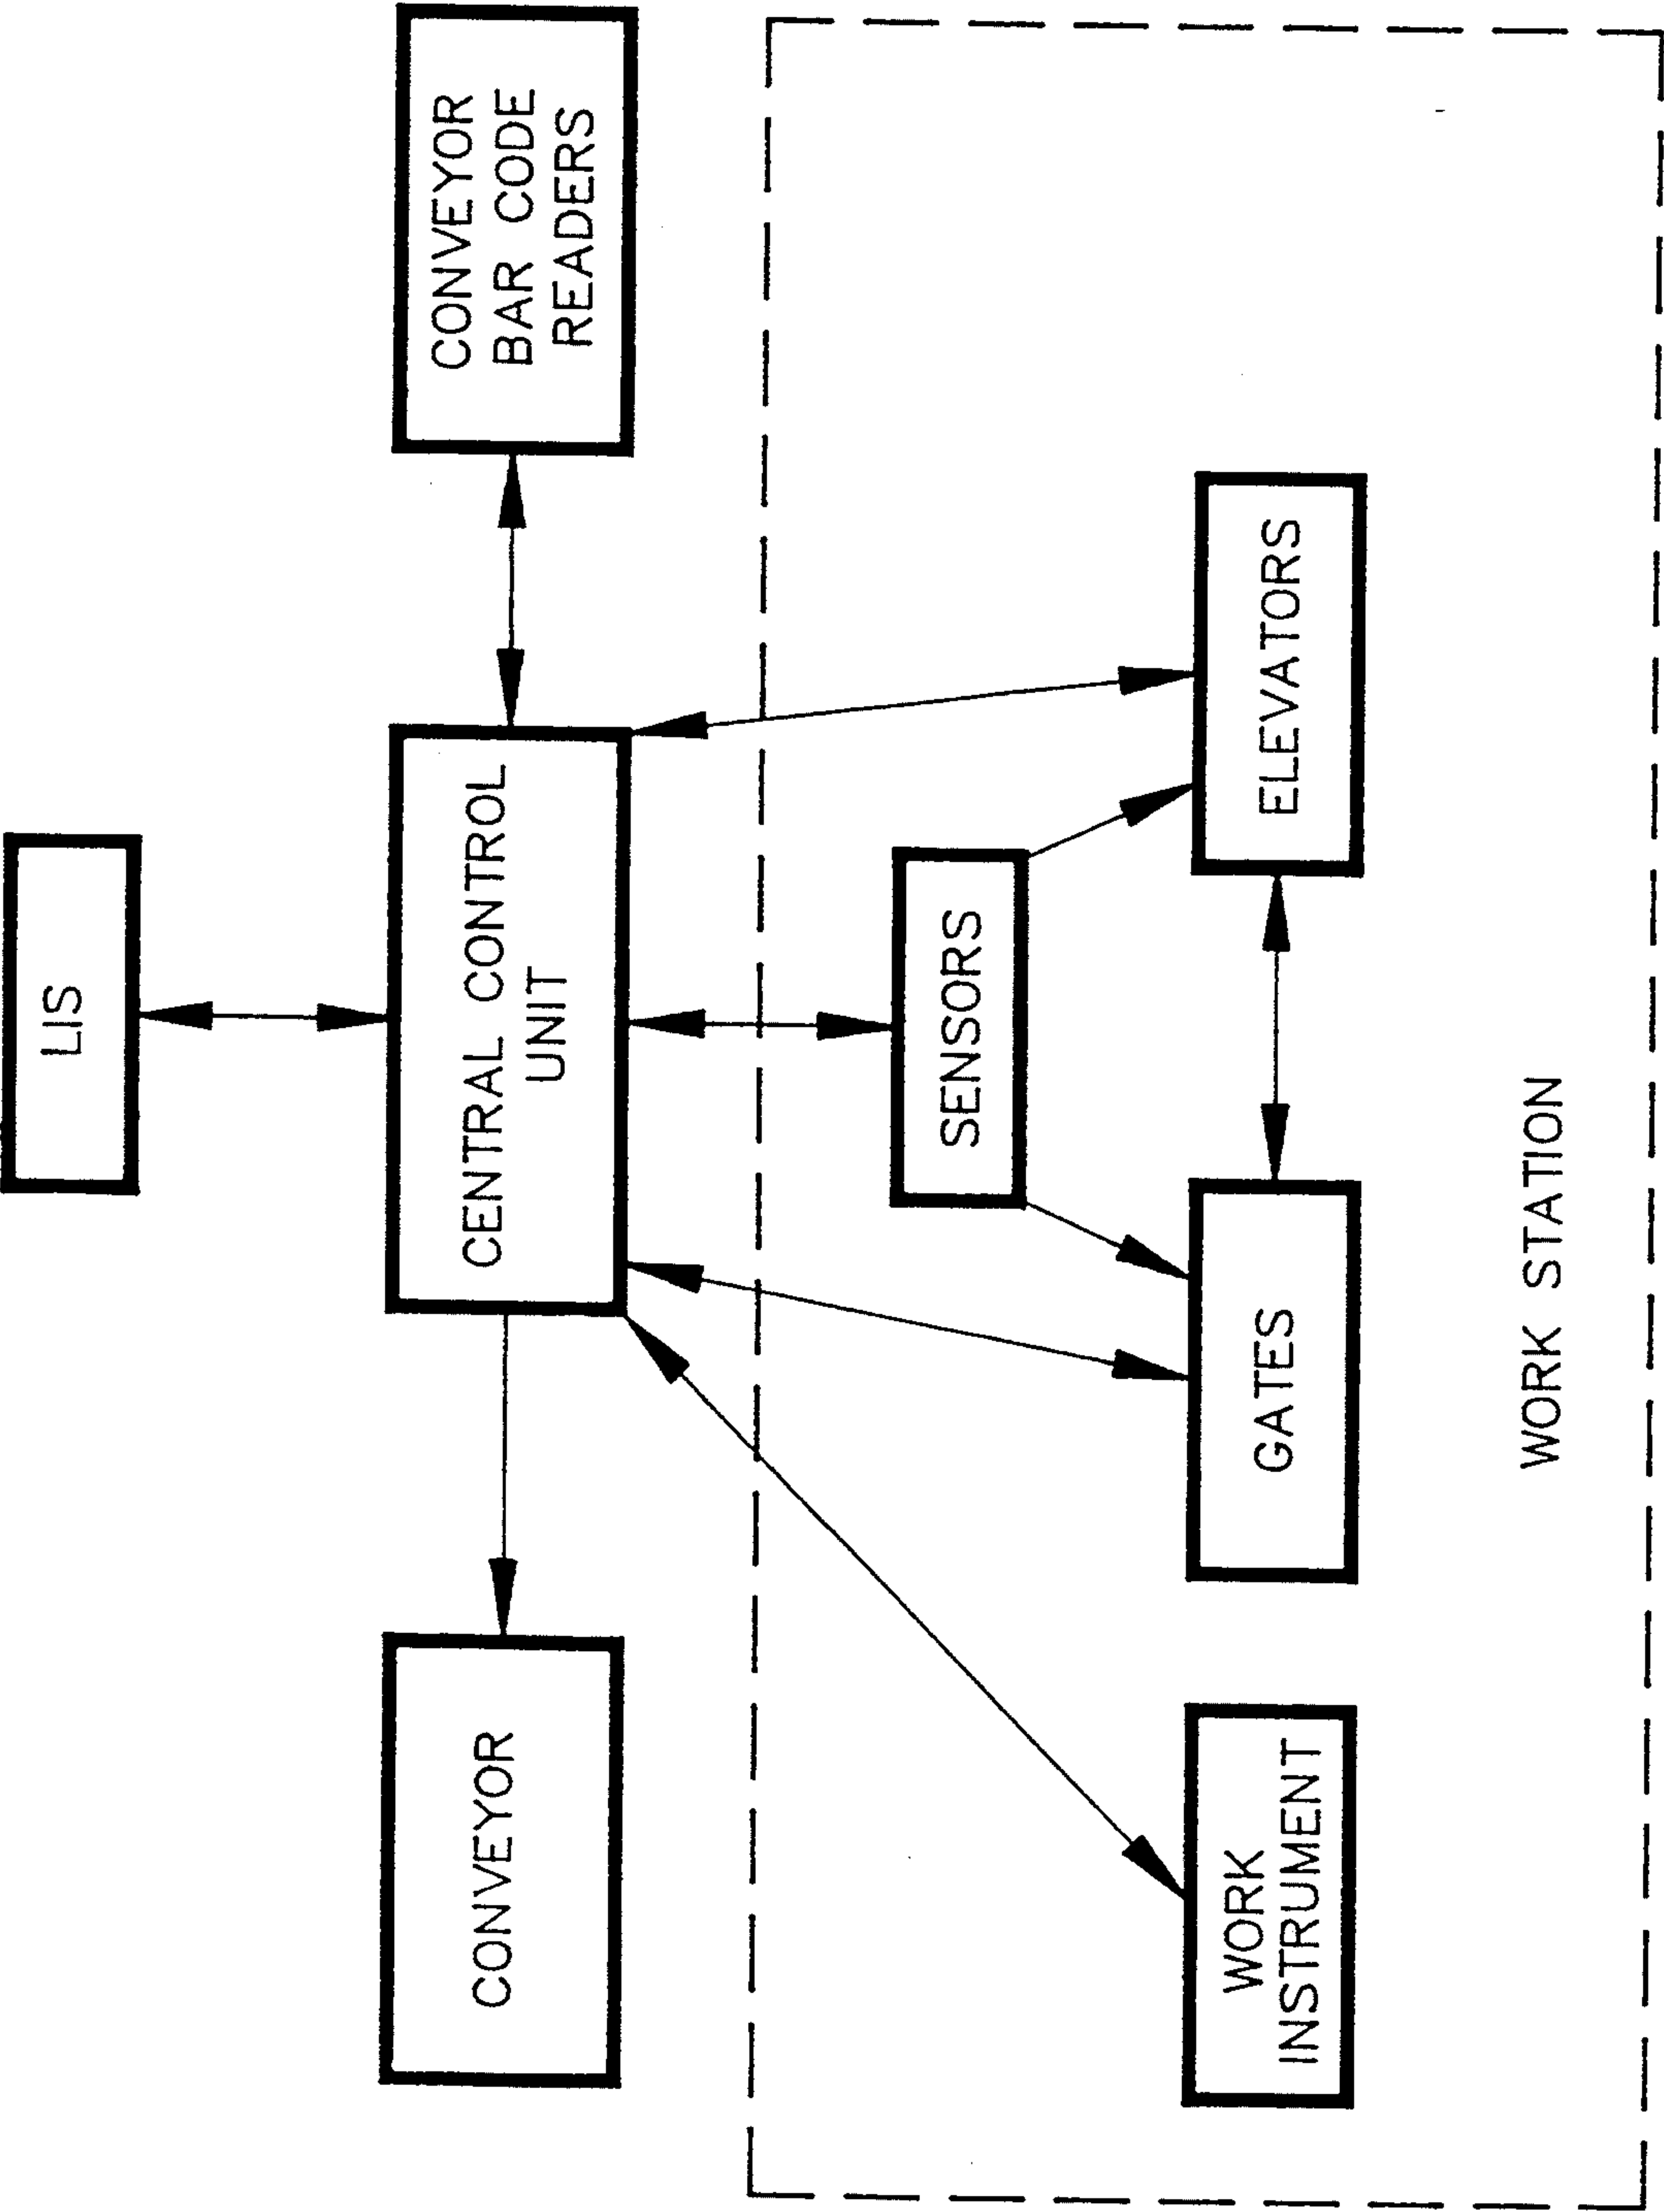 LIS
CONVEYOR
CENTRAL CONTROL
UNIT
CONVEYOR
BAR CODE
READERS
SENSORS
WORK
INSTRUMENT
GATES
ELEVATORS
WORK STATION